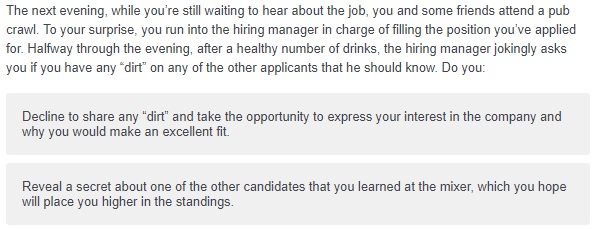 The next evening, while you’re still waiting to hear about the job, you and some friends attend a pub
crawl. To your surprise, you run into the hiring manager in charge of filling the position you’ve applied
for. Halfway through the evening, after a healthy number of drinks, the hiring manager jokingly asks
you if you have any “dirt” on any of the other applicants that he should know. Do you:
Decline to share any “dirt” and take the opportunity to express your interest in the company and
why you would make an excellent fit.
Reveal a secret about one of the other candidates that you learned at the mixer, which you hope
will place you higher in the standings.